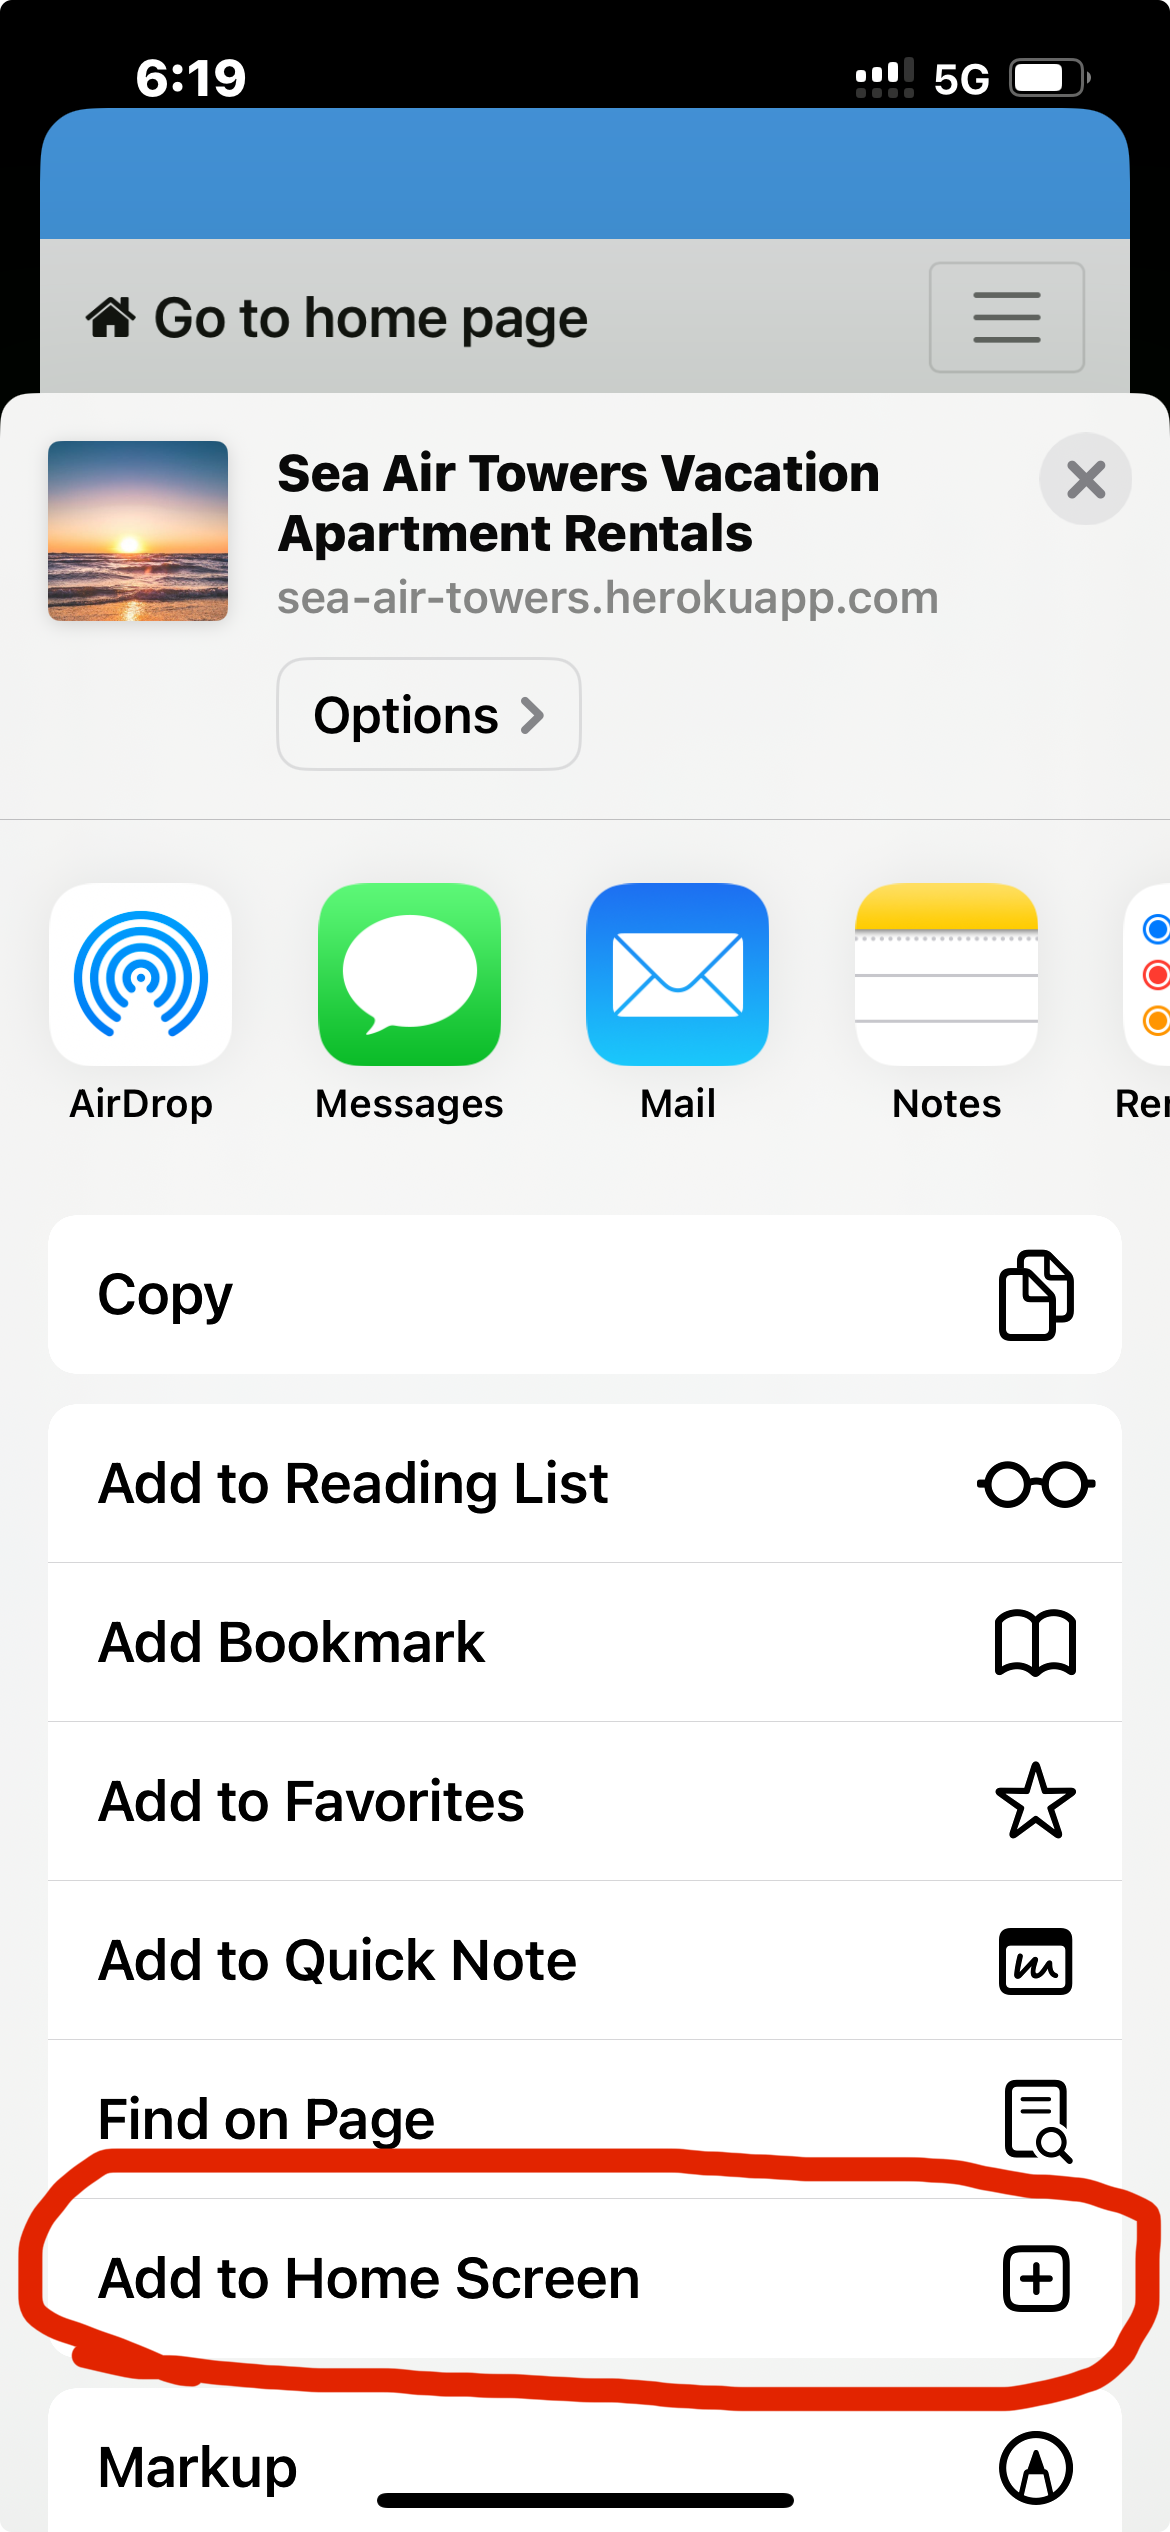 6:19
5G
Go to home page
Sea Air Towers Vacation
Apartment Rentals
sea-air-towers.herokuapp.com
Options
AirDrop
Messages
Mail
Notes
Copy
Add to Reading List
Add Bookmark
Add to Favorites
Add to Quick Note
Find on Page
Add to Home Screen
Markup